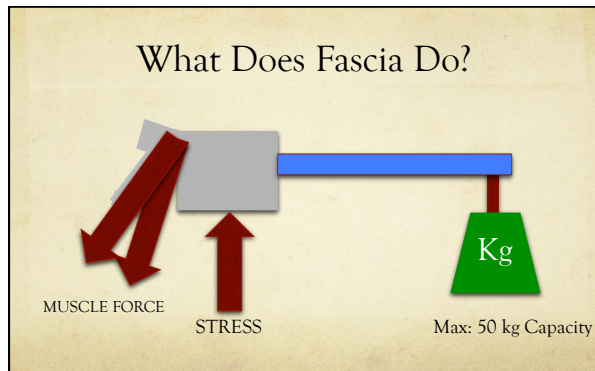 What Does Fascia Do?
Kg
MUSCLE FORCE
STRESS
Max: 50 kg Capacity